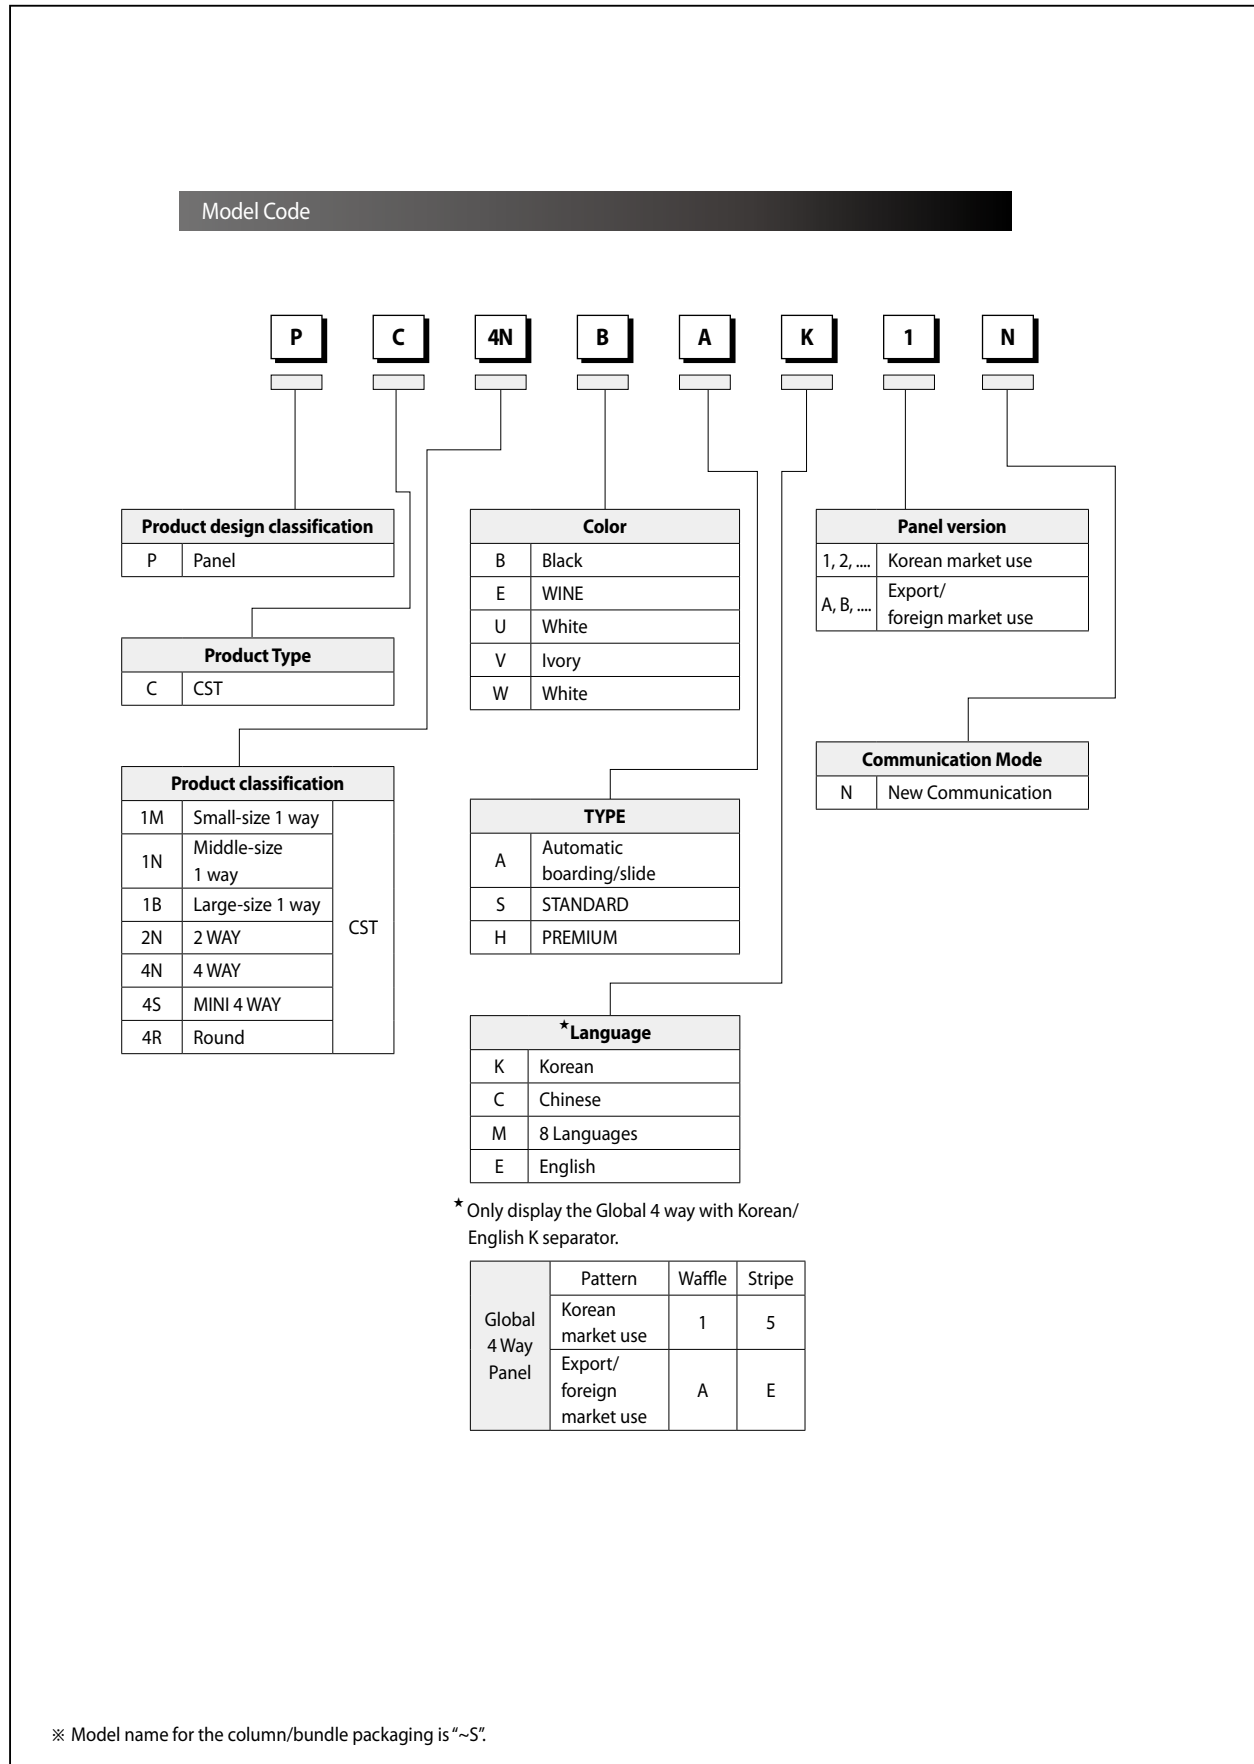 Model Code
P C 4N B A K 1 N
Product design classification
P Panel
Product Type
C CST
Product classification
1M Small-size 1 way
1N Middle-size
1 way
1B Large-size 1 way
2N 2 WAY
4N 4 WAY
4S MINI 4 WAY
4R Round
CST
Color
B Black
E WINE
U White
V Ivory
W White
TYPE
A Automatic
boarding/slide
S STANDARD
H PREMIUM
★Language
K Korean
C Chinese
M 8 Languages
E English
★ Only display the Global 4 way with Korean/
English K separator.
Global
4 Way
Panel
Pattern Waffle Stripe
Korean
market use 1 5
Export/
foreign
market use A E
Panel version
1, 2, .... Korean market use
A, B, .... Export/
foreign market use
Communication Mode
N New Communication
※ Model name for the column/bundle packaging is “~S”.